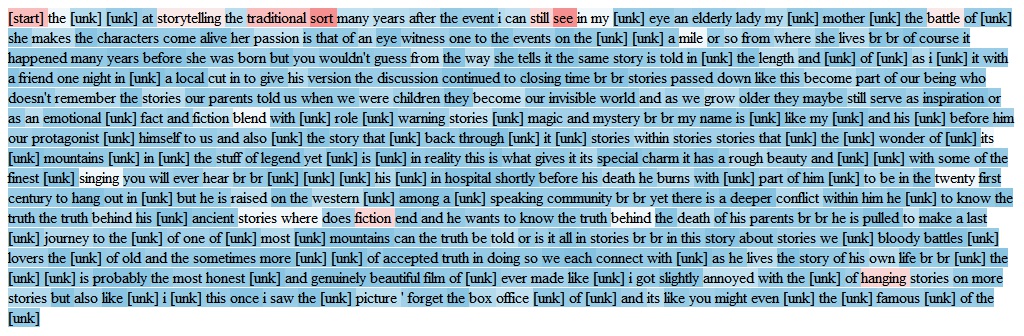 [start] the [unk] [unk] at storytelling the traditional sort many years after the event i can still see in my [unk] eye an elderly lady my [unk] mother [unk] the battle of [unk]
she makes the characters come alive her passion is that of an eye witness one to the events on the [unk] [unk] a mile or so from where she lives br br of course it
happened many years before she was born but you wouldn't guess from the way she tells it the same story is told in [unk] the length and [unk] of [unk] as i [unk] it with
a friend one night in [unk] a local cut in to give his version the discussion continued to closing time br br stories passed down like this become part of our being who
doesn't remember the stories our parents told us when we were children they become our invisible world and as we grow older they maybe still serve as inspiration or
as an emotional [unk] fact and fiction blend with [unk] role [unk] warning stories [unk] magic and mystery br br my name is [unk] like my [unk] and his [unk] before him
our protagonist [unk] himself to us and also [unk] the story that [unk] back through [unk] it [unk] stories within stories stories that [unk] the [unk] wonder of [unk] its
[unk] mountains [unk] in [unk] the stuff of legend yet [unk] is [unk] in reality this is what gives it its special charm it has a rough beauty and [unk] with some of the
finest [unk] singing you will ever hear br br [unk] [unk] [unk] his [unk] in hospital shortly before his death he burns with [unk] part of him [unk] to be in the twenty first
century to hang out in [unk] but he is raised on the western [unk] among a [unk] speaking community br br yet there is a deeper conflict within him he [unk] to know the
truth the truth behind his [unk] ancient stories where does fiction end and he wants to know the truth behind the death of his parents br br he is pulled to make a last
[unk] journey to the [unk] of one of [unk] most [unk] mountains can the truth be told or is it all in stories br br in this story about stories we [unk] bloody battles [unk]
lovers the [unk] of old and the sometimes more [unk] of accepted truth in doing so we each connect with [unk] as he lives the story of his own life br br the [unk]
[unk] [unk] is probably the most honest [unk] and genuinely beautiful film of [unk] ever made like [unk] i got slightly annoyed with the [unk] of hanging stories on more
stories but also like [unk] i [unk] this once i saw the [unk] picture ' forget the box office [unk] of [unk] and its like you might even [unk] the [unk] famous [unk] of the
[unk]